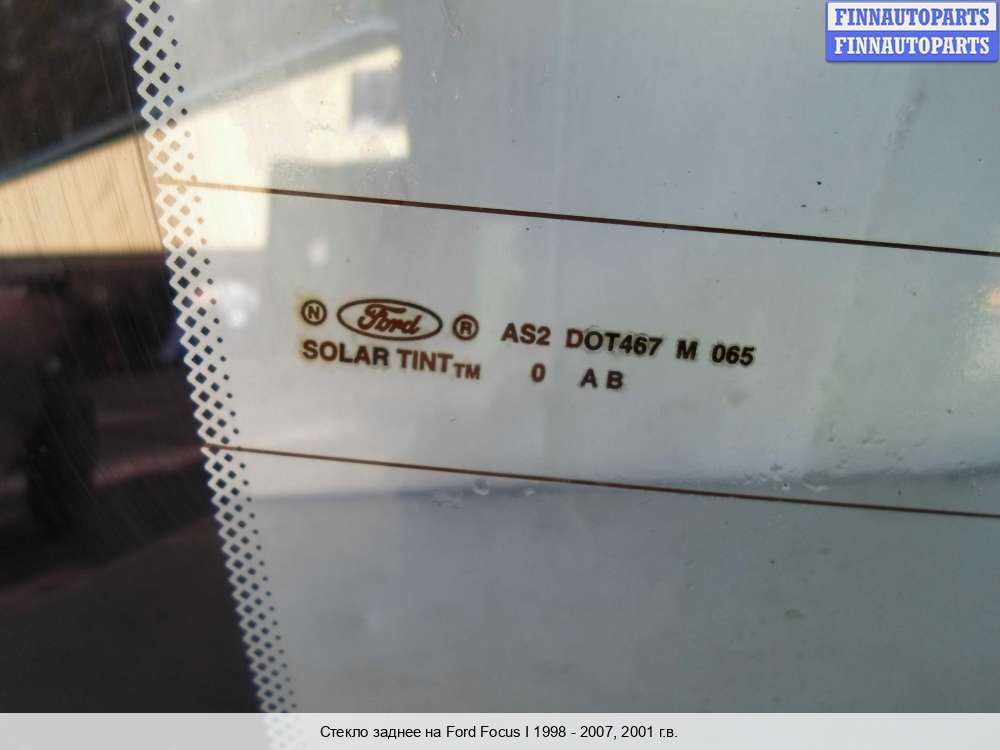 FINNAUTOPARTS
FINNAUTOPARTS
N Ford ® AS2 DOT467 M 065
SOLAR TINT™ 0 A B
Стекло заднее на Ford Focus I 1998 - 2007, 2001 г.в.